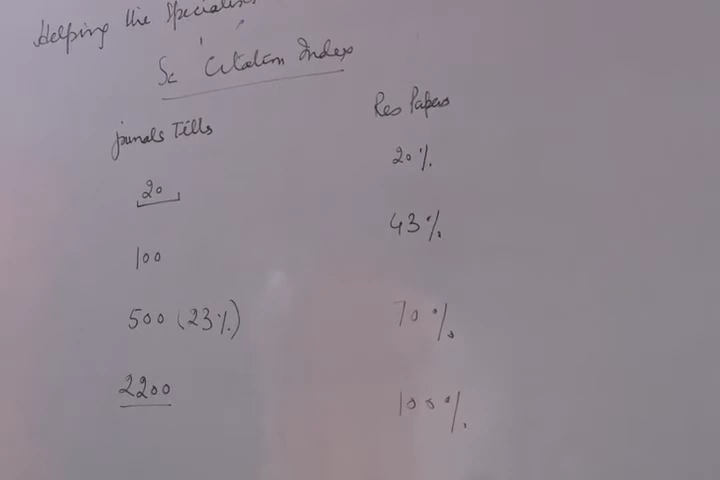 Helping the Specialist
Sc Citation Index
Journals Titles Res Papers
20 20%
100 43%
500 (23%) 70%
2200 100%